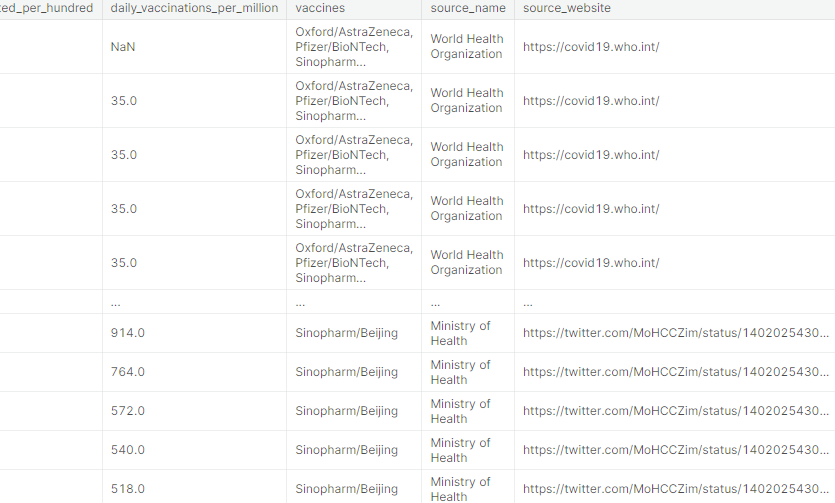 ted_per_hundred daily_vaccinations_per_million vaccines source_name source_website
NaN Oxford/AstraZeneca, Pfizer/BioNTech, Sinopharm... World Health Organization https://covid19.who.int/
35.0 Oxford/AstraZeneca, Pfizer/BioNTech, Sinopharm... World Health Organization https://covid19.who.int/
35.0 Oxford/AstraZeneca, Pfizer/BioNTech, Sinopharm... World Health Organization https://covid19.who.int/
35.0 Oxford/AstraZeneca, Pfizer/BioNTech, Sinopharm... World Health Organization https://covid19.who.int/
35.0 Oxford/AstraZeneca, Pfizer/BioNTech, Sinopharm... World Health Organization https://covid19.who.int/
... ... ... ...
914.0 Sinopharm/Beijing Ministry of Health https://twitter.com/MoHCCZim/status/1402025430...
764.0 Sinopharm/Beijing Ministry of Health https://twitter.com/MoHCCZim/status/1402025430...
572.0 Sinopharm/Beijing Ministry of Health https://twitter.com/MoHCCZim/status/1402025430...
540.0 Sinopharm/Beijing Ministry of Health https://twitter.com/MoHCCZim/status/1402025430...
518.0 Sinopharm/Beijing Ministry of Health https://twitter.com/MoHCCZim/status/1402025430...